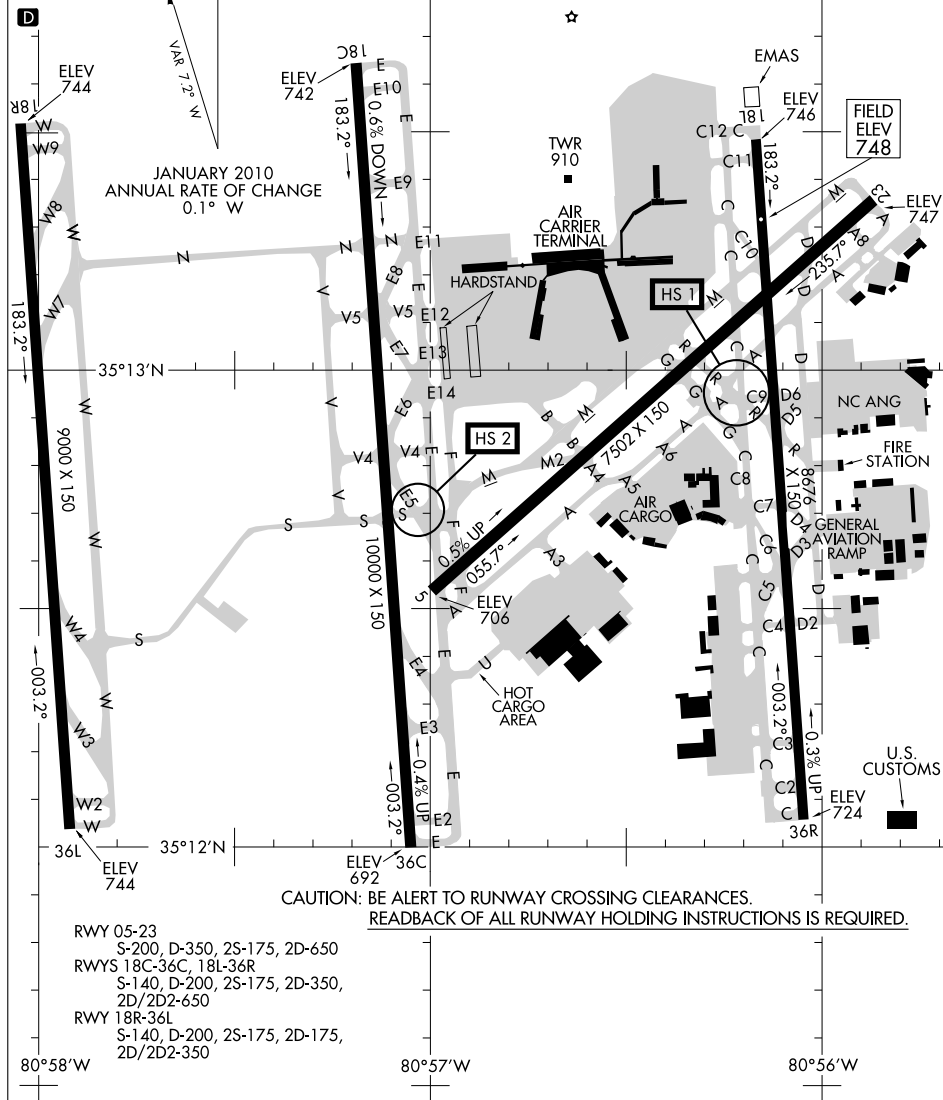 D
VAR 7.2° W
JANUARY 2010
ANNUAL RATE OF CHANGE
0.1° W
ELEV
744
18R
W
W9
W8
W
W7
183.2°
9000 X 150
W
W
W4
W
W3
003.2°
W2
W
36L
ELEV
744
ELEV
742
18C
E
E10
E
183.2°
0.6% DOWN
E9
N
N
N
E11
E8
E
V
V5
V5
E12
E7
E13
E14
E6
V
V4
V4
E
F
V
E5
S
S
S
S
F
HS 2
10000 X 150
F
E
E4
E3
E
0.4% UP
003.2°
E2
E
36C
ELEV
692
TWR
910
AIR
CARRIER
TERMINAL
HARDSTAND
HS 1
EMAS
18L
ELEV
746
FIELD
ELEV
748
C12 C
C11
183.2°
C
C
C10
C
M
23
ELEV
747
A
A8
235.7°
D
D
D
A
D
M
R
G
G
R
A
G
R
C
A
C9
D6
D5
R
NC ANG
FIRE
STATION
GENERAL
AVIATION
RAMP
8676 X 150
C
C8
C7
D4
D3
C6
C
C5
D
C4
D2
C
003.2°
C3
0.3% UP
C
C2
C
36R
ELEV
724
U.S.
CUSTOMS
B
B
M
M2
M
7502 X 150
A4
A5
A6
A
AIR
CARGO
A
A3
0.5% UP
055.7°
5
ELEV
706
A
U
HOT
CARGO
AREA
35°13'N
35°12'N
CAUTION: BE ALERT TO RUNWAY CROSSING CLEARANCES.
READBACK OF ALL RUNWAY HOLDING INSTRUCTIONS IS REQUIRED.
RWY 05-23
S-200, D-350, 2S-175, 2D-650
RWYS 18C-36C, 18L-36R
S-140, D-200, 2S-175, 2D-350,
2D/2D2-650
RWY 18R-36L
S-140, D-200, 2S-175, 2D-175,
2D/2D2-350
80°58'W
80°57'W
80°56'W